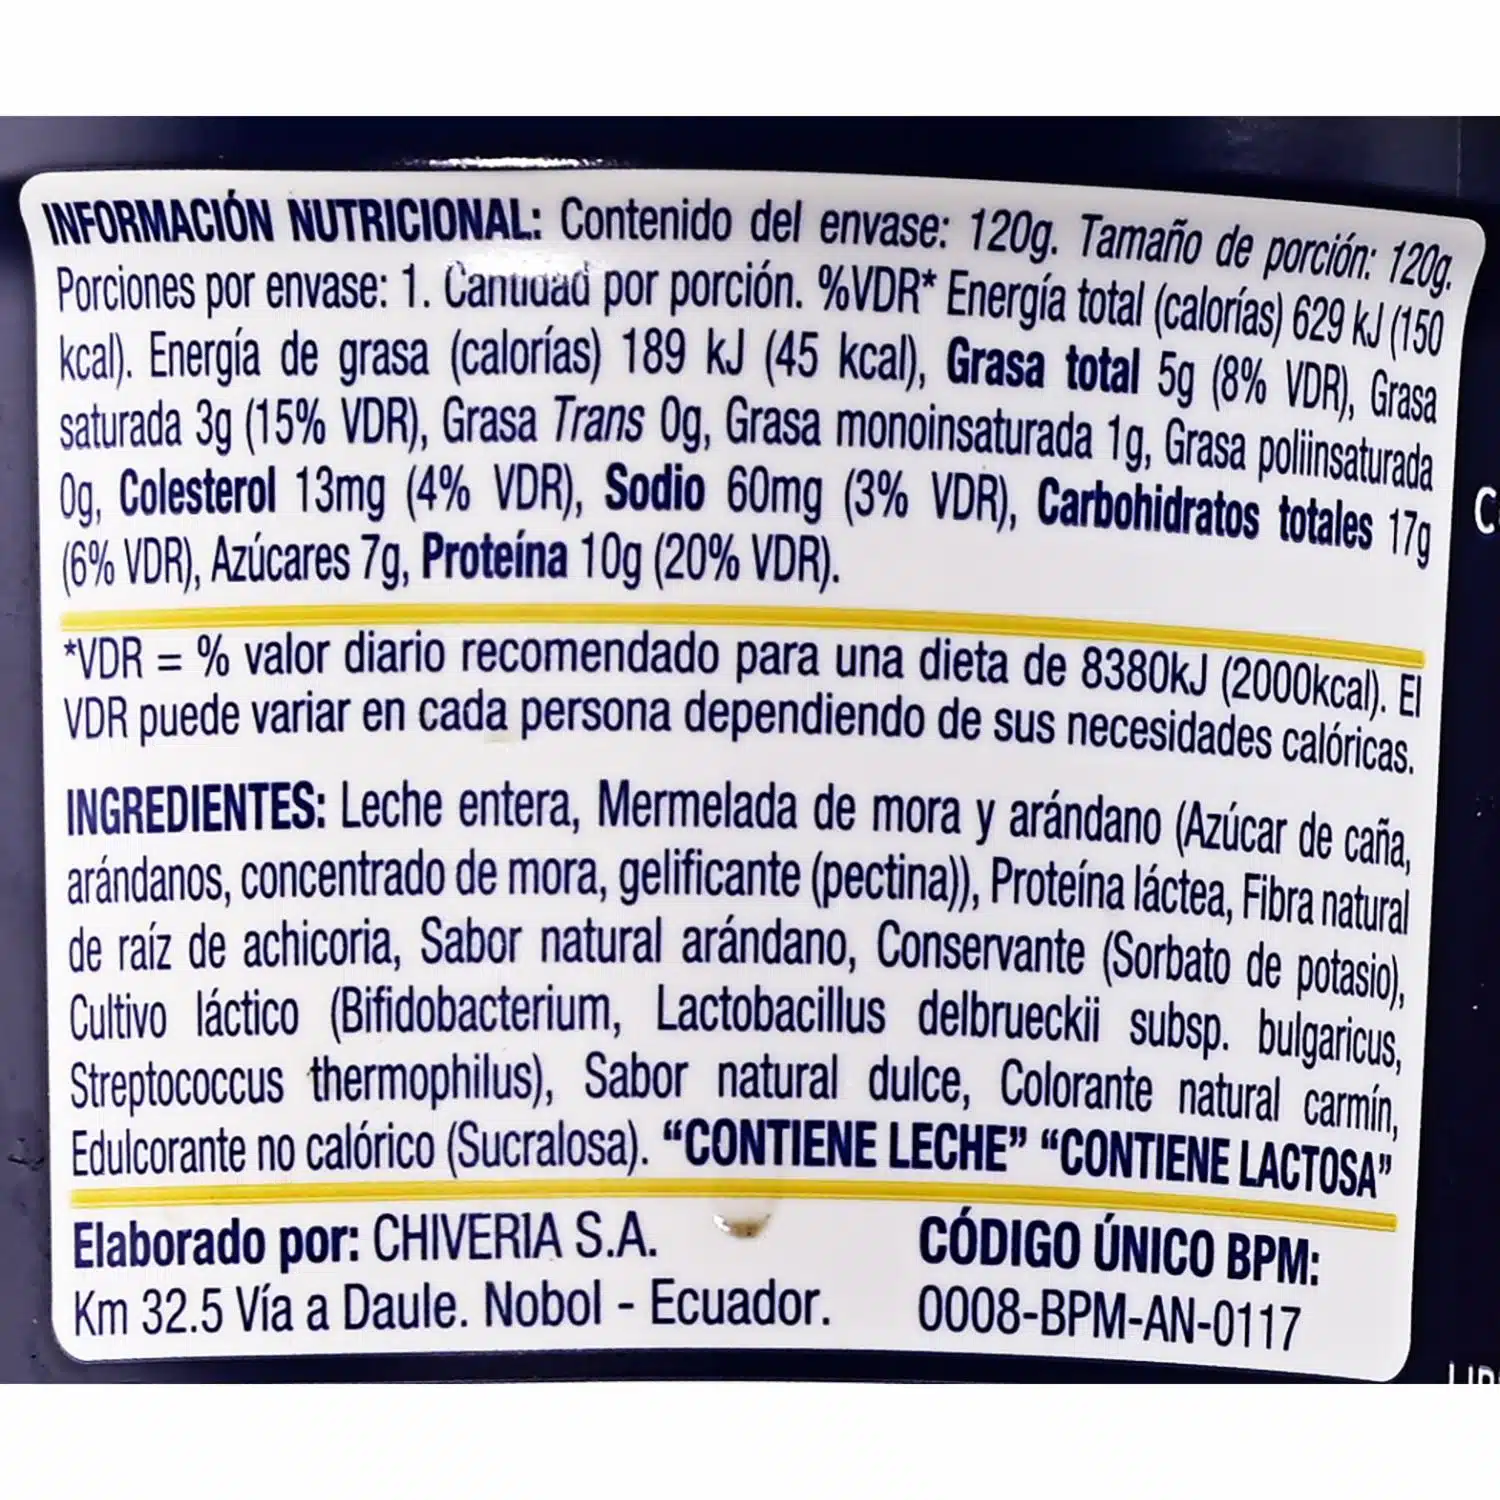 INFORMACIÓN NUTRICIONAL: Contenido del envase: 120g. Tamaño de porción: 120g.
Porciones por envase: 1. Cantidad por porción. %VDR* Energía total (calorías) 629 kJ (150
kcal). Energía de grasa (calorías) 189 kJ (45 kcal), Grasa total 5g (8% VDR), Grasa
saturada 3g (15% VDR), Grasa Trans 0g, Grasa monoinsaturada 1g, Grasa poliinsaturada
0g, Colesterol 13mg (4% VDR), Sodio 60mg (3% VDR), Carbohidratos totales 17g
(6% VDR), Azúcares 7g, Proteína 10g (20% VDR).
*VDR = % valor diario recomendado para una dieta de 8380kJ (2000kcal). El
VDR puede variar en cada persona dependiendo de sus necesidades calóricas.
INGREDIENTES: Leche entera, Mermelada de mora y arándano (Azúcar de caña,
arándanos, concentrado de mora, gelificante (pectina)), Proteína láctea, Fibra natural
de raíz de achicoria, Sabor natural arándano, Conservante (Sorbato de potasio),
Cultivo láctico (Bifidobacterium, Lactobacillus delbrueckii subsp. bulgaricus,
Streptococcus thermophilus), Sabor natural dulce, Colorante natural carmín,
Edulcorante no calórico (Sucralosa). “CONTIENE LECHE” “CONTIENE LACTOSA”
Elaborado por: CHIVERIA S.A.
Km 32.5 Vía a Daule. Nobol - Ecuador.
CÓDIGO ÚNICO BPM:
0008-BPM-AN-0117